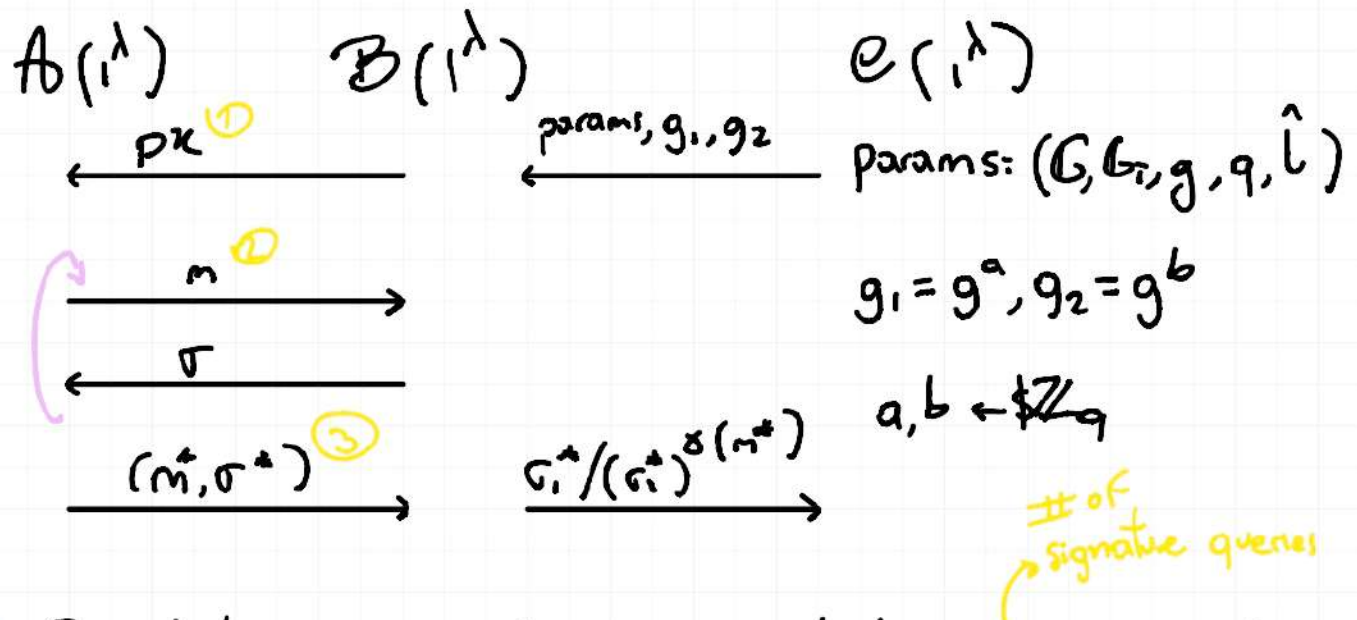 A(1^λ) B(1^λ) C(1^λ)
pk ① params, g₁, g₂ params: (G, G_T, g, q, ê)
m ②
g₁ = g^a, g₂ = g^b
σ
a, b ←$ Z_q
(m*, σ*) ③ σ₁*/(σ₂*)^γ(m*)
# of
signature queries